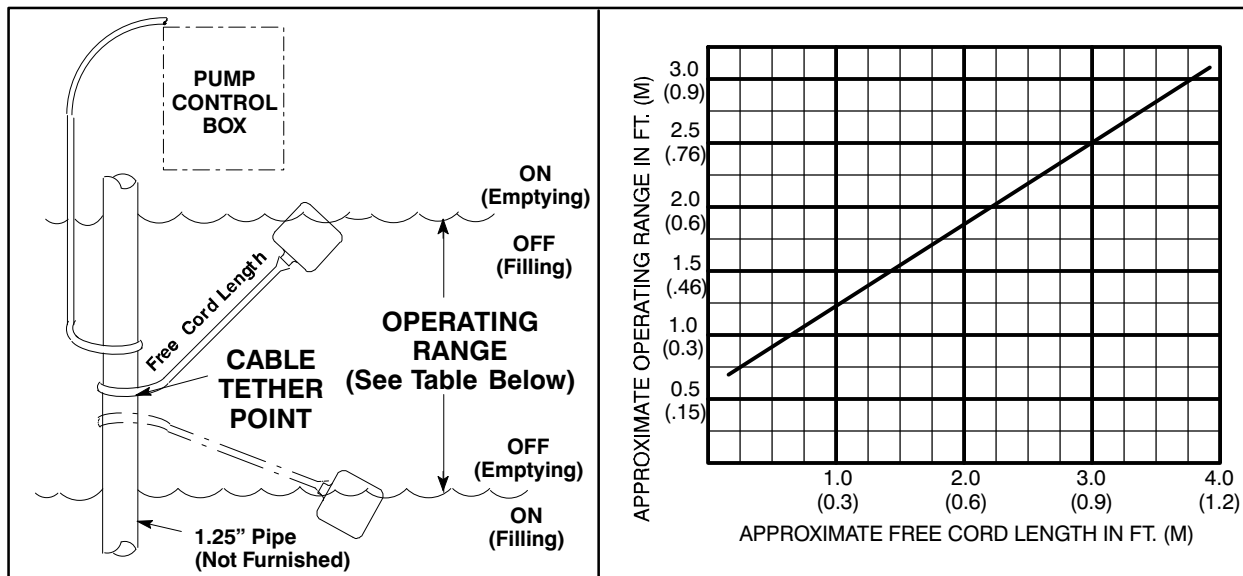 PUMP
CONTROL
BOX
ON
(Emptying)
OFF
(Filling)
Free Cord Length
OPERATING
RANGE
(See Table Below)
CABLE
TETHER
POINT
OFF
(Emptying)
ON
(Filling)
1.25” Pipe
(Not Furnished)
APPROXIMATE OPERATING RANGE IN FT. (M)
3.0
(0.9)
2.5
(.76)
2.0
(0.6)
1.5
(.46)
1.0
(0.3)
0.5
(.15)
1.0 2.0 3.0 4.0
(0.3) (0.6) (0.9) (1.2)
APPROXIMATE FREE CORD LENGTH IN FT. (M)